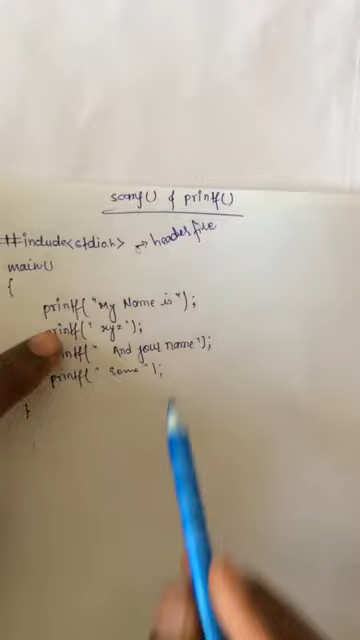 scanf() & printf()
#include<stdio.h> → header file
main()
{
printf("My Name is");
printf(" xyz");
printf(" And your name");
printf(" Some");
}